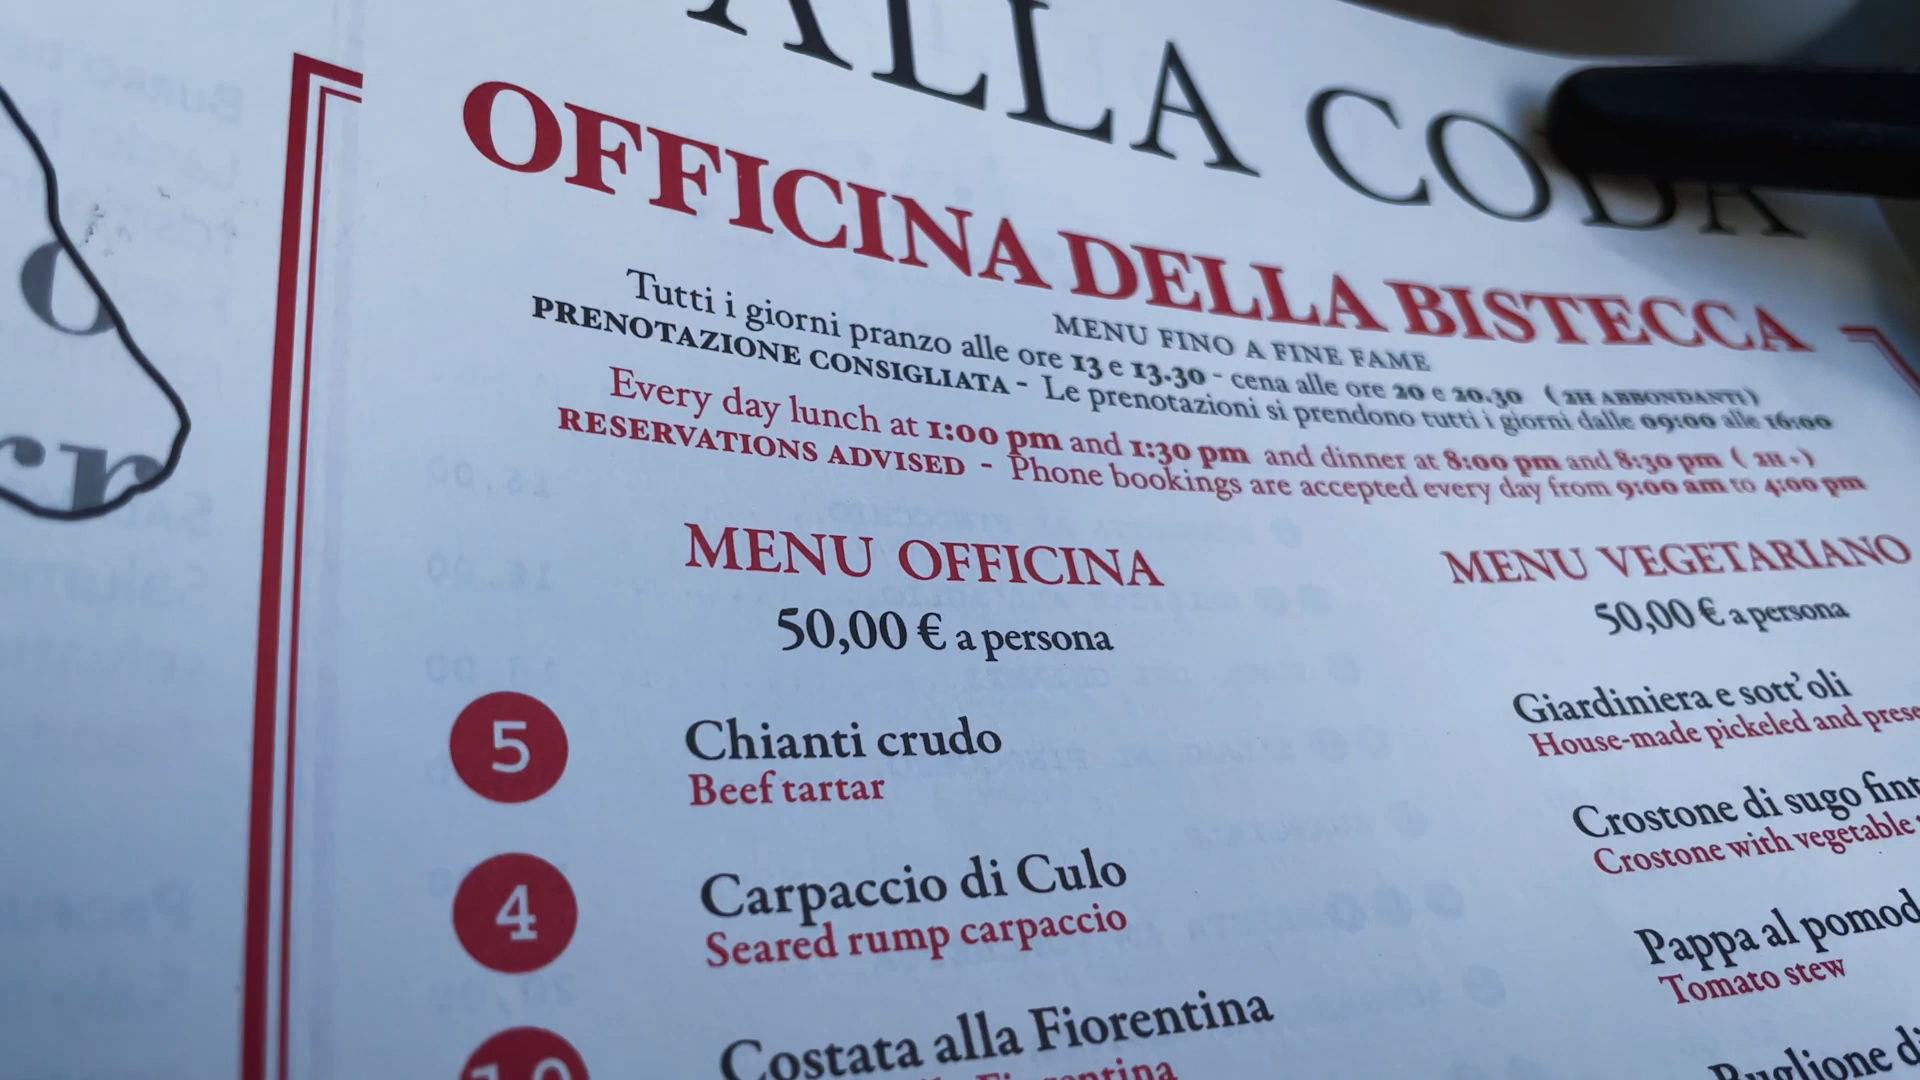 ALLA CODA
OFFICINA DELLA BISTECCA
MENU FINO A FINE FAME
Tutti i giorni pranzo alle ore 13 e 13.30 - cena alle ore 20 e 20.30 (2H ABBONDANTI)
PRENOTAZIONE CONSIGLIATA - Le prenotazioni si prendono tutti i giorni dalle 09:00 alle 16:00
Every day lunch at 1:00 pm and 1:30 pm and dinner at 8:00 pm and 8:30 pm (2H+)
RESERVATIONS ADVISED - Phone bookings are accepted every day from 9:00 am to 4:00 pm
MENU OFFICINA
50,00 € a persona
5
Chianti crudo
Beef tartar
4
Carpaccio di Culo
Seared rump carpaccio
10
Costata alla Fiorentina
Fiorentina
MENU VEGETARIANO
50,00 € a persona
Giardiniera e sott'oli
House-made pickeled and
Crostone di sugo
Crostone with vegetable
Pappa al
Tomato stew